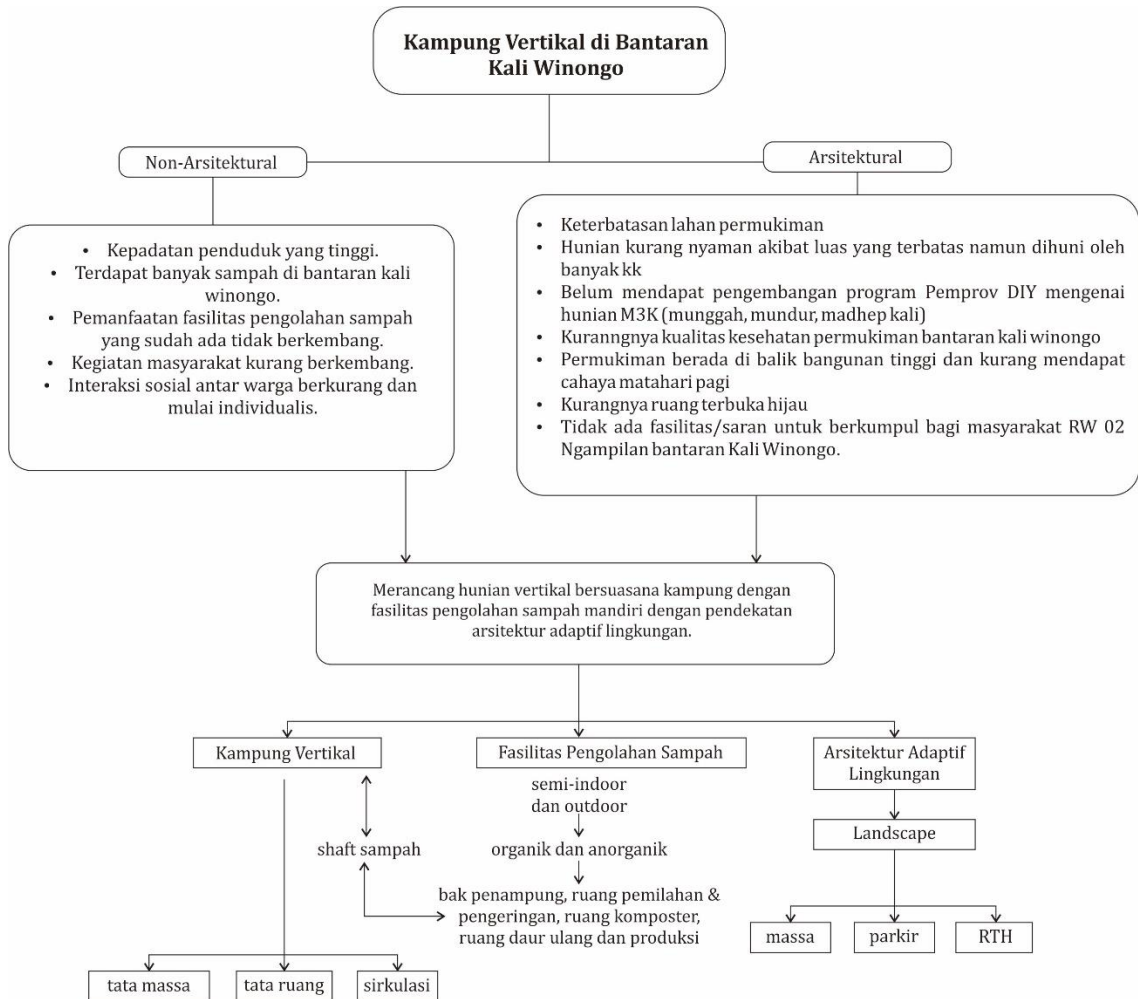 Kampung Vertikal di Bantaran
Kali Winongo
Non-Arsitektural
Arsitektural
• Kepadatan penduduk yang tinggi.
• Terdapat banyak sampah di bantaran kali
winongo.
• Pemanfaatan fasilitas pengolahan sampah
yang sudah ada tidak berkembang.
• Kegiatan masyarakat kurang berkembang.
• Interaksi sosial antar warga berkurang dan
mulai individualis.
• Keterbatasan lahan permukiman
• Hunian kurang nyaman akibat luas yang terbatas namun dihuni oleh
banyak kk
• Belum mendapat pengembangan program Pemprov DIY mengenai
hunian M3K (munggah, mundur, madhep kali)
• Kuranngnya kualitas kesehatan permukiman bantaran kali winongo
• Permukiman berada di balik bangunan tinggi dan kurang mendapat
cahaya matahari pagi
• Kurangnya ruang terbuka hijau
• Tidak ada fasilitas/saran untuk berkumpul bagi masyarakat RW 02
Ngampilan bantaran Kali Winongo.
Merancang hunian vertikal bersuasana kampung dengan
fasilitas pengolahan sampah mandiri dengan pendekatan
arsitektur adaptif lingkungan.
Kampung Vertikal
Fasilitas Pengolahan Sampah
Arsitektur Adaptif
Lingkungan
semi-indoor
dan outdoor
Landscape
shaft sampah
organik dan anorganik
bak penampung, ruang pemilahan &
pengeringan, ruang komposter,
ruang daur ulang dan produksi
massa
parkir
RTH
tata massa
tata ruang
sirkulasi